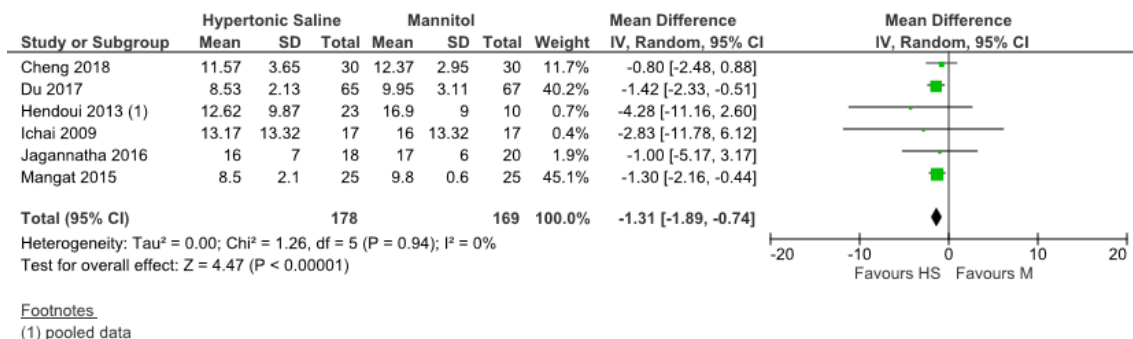 Hypertonic Saline Mannitol Mean Difference Mean Difference
Study or Subgroup Mean SD Total Mean SD Total Weight IV, Random, 95% CI IV, Random, 95% CI
Cheng 2018 11.57 3.65 30 12.37 2.95 30 11.7% -0.80 [-2.48, 0.88]
Du 2017 8.53 2.13 65 9.95 3.11 67 40.2% -1.42 [-2.33, -0.51]
Hendoui 2013 (1) 12.62 9.87 23 16.9 9 10 0.7% -4.28 [-11.16, 2.60]
Ichai 2009 13.17 13.32 17 16 13.32 17 0.4% -2.83 [-11.78, 6.12]
Jagannatha 2016 16 7 18 17 6 20 1.9% -1.00 [-5.17, 3.17]
Mangat 2015 8.5 2.1 25 9.8 0.6 25 45.1% -1.30 [-2.16, -0.44]
Total (95% CI) 178 169 100.0% -1.31 [-1.89, -0.74]
Heterogeneity: Tau² = 0.00; Chi² = 1.26, df = 5 (P = 0.94); I² = 0%
Test for overall effect: Z = 4.47 (P < 0.00001)
-20 -10 0 10 20
Favours HS Favours M
Footnotes
(1) pooled data